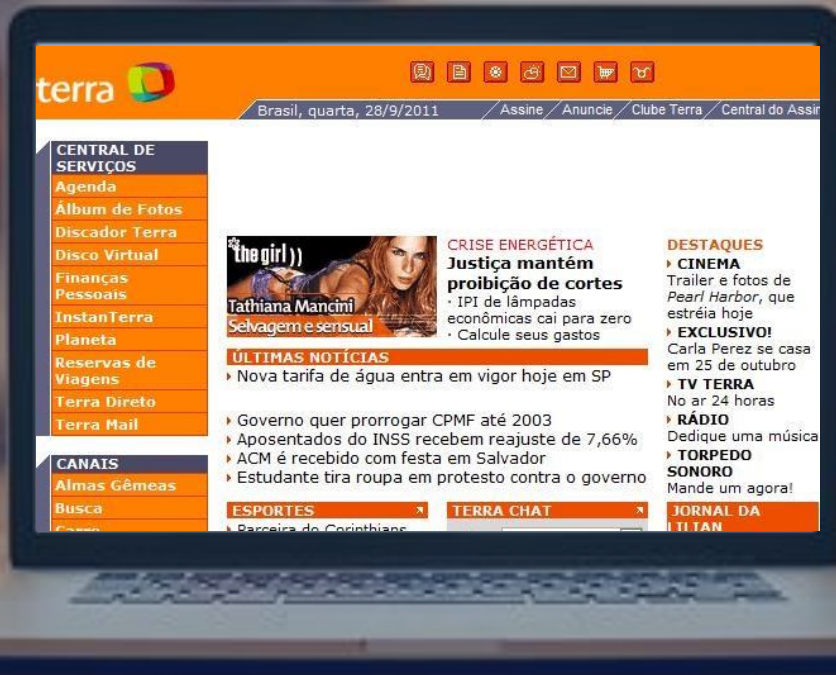 terra
Brasil, quarta, 28/9/2011
Assine
Anuncie
Clube Terra
Central do Assin
CENTRAL DE
SERVIÇOS
Agenda
Álbum de Fotos
Discador Terra
Disco Virtual
Finanças
Pessoais
InstanTerra
Planeta
Reservas de
Viagens
Terra Direto
Terra Mail
CANAIS
Almas Gêmeas
Busca
Carro
the girl ))
Tathiana Mancini
Selvagem e sensual
CRISE ENERGÉTICA
Justiça mantém
proibição de cortes
· IPI de lâmpadas
econômicas cai para zero
· Calcule seus gastos
ÚLTIMAS NOTÍCIAS
Nova tarifa de água entra em vigor hoje em SP
Governo quer prorrogar CPMF até 2003
Aposentados do INSS recebem reajuste de 7,66%
ACM é recebido com festa em Salvador
Estudante tira roupa em protesto contra o governo
ESPORTES
Parceira do Corinthians
TERRA CHAT
DESTAQUES
CINEMA
Trailer e fotos de
Pearl Harbor, que
estréia hoje
EXCLUSIVO!
Carla Perez se casa
em 25 de outubro
TV TERRA
No ar 24 horas
RÁDIO
Dedique uma música
TORPEDO
SONORO
Mande um agora!
JORNAL DA
LILIAN